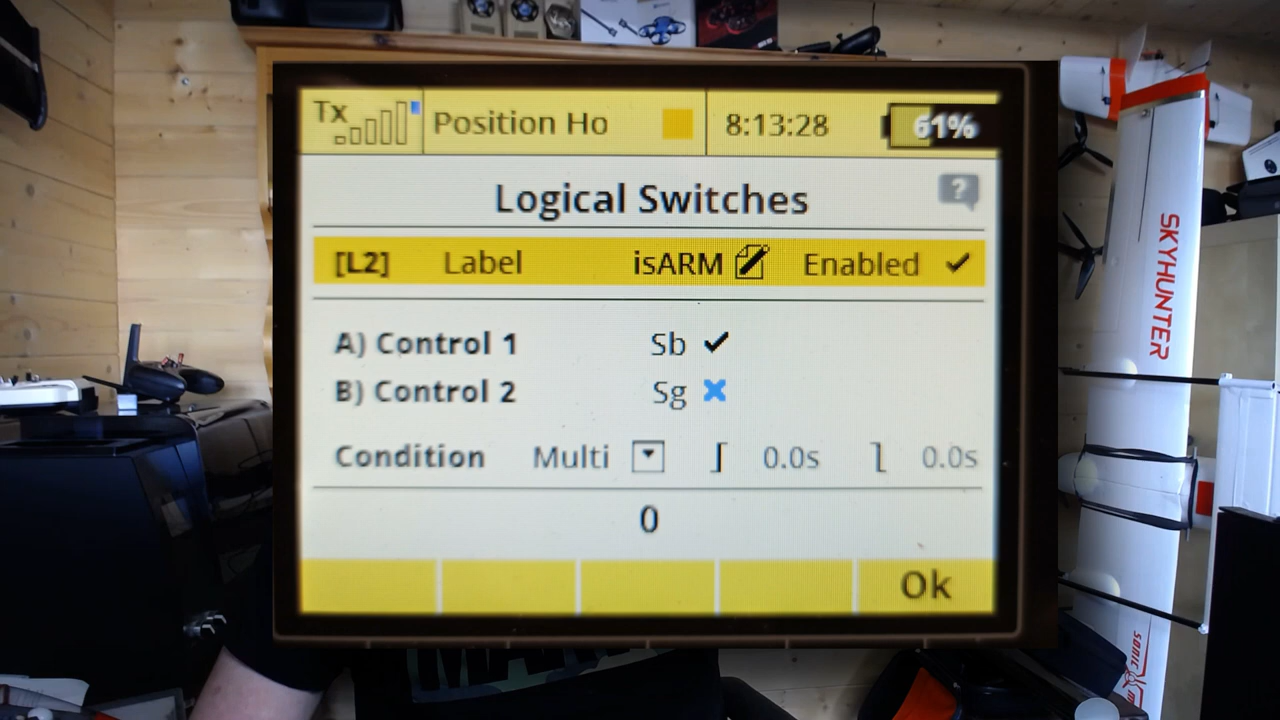 Tx Position Ho 8:13:28 61%
Logical Switches ?
[L2] Label isARM Enabled
A) Control 1 Sb
B) Control 2 Sg
Condition Multi 0.0s 0.0s
0
Ok
SKYHUNTER
SONIC